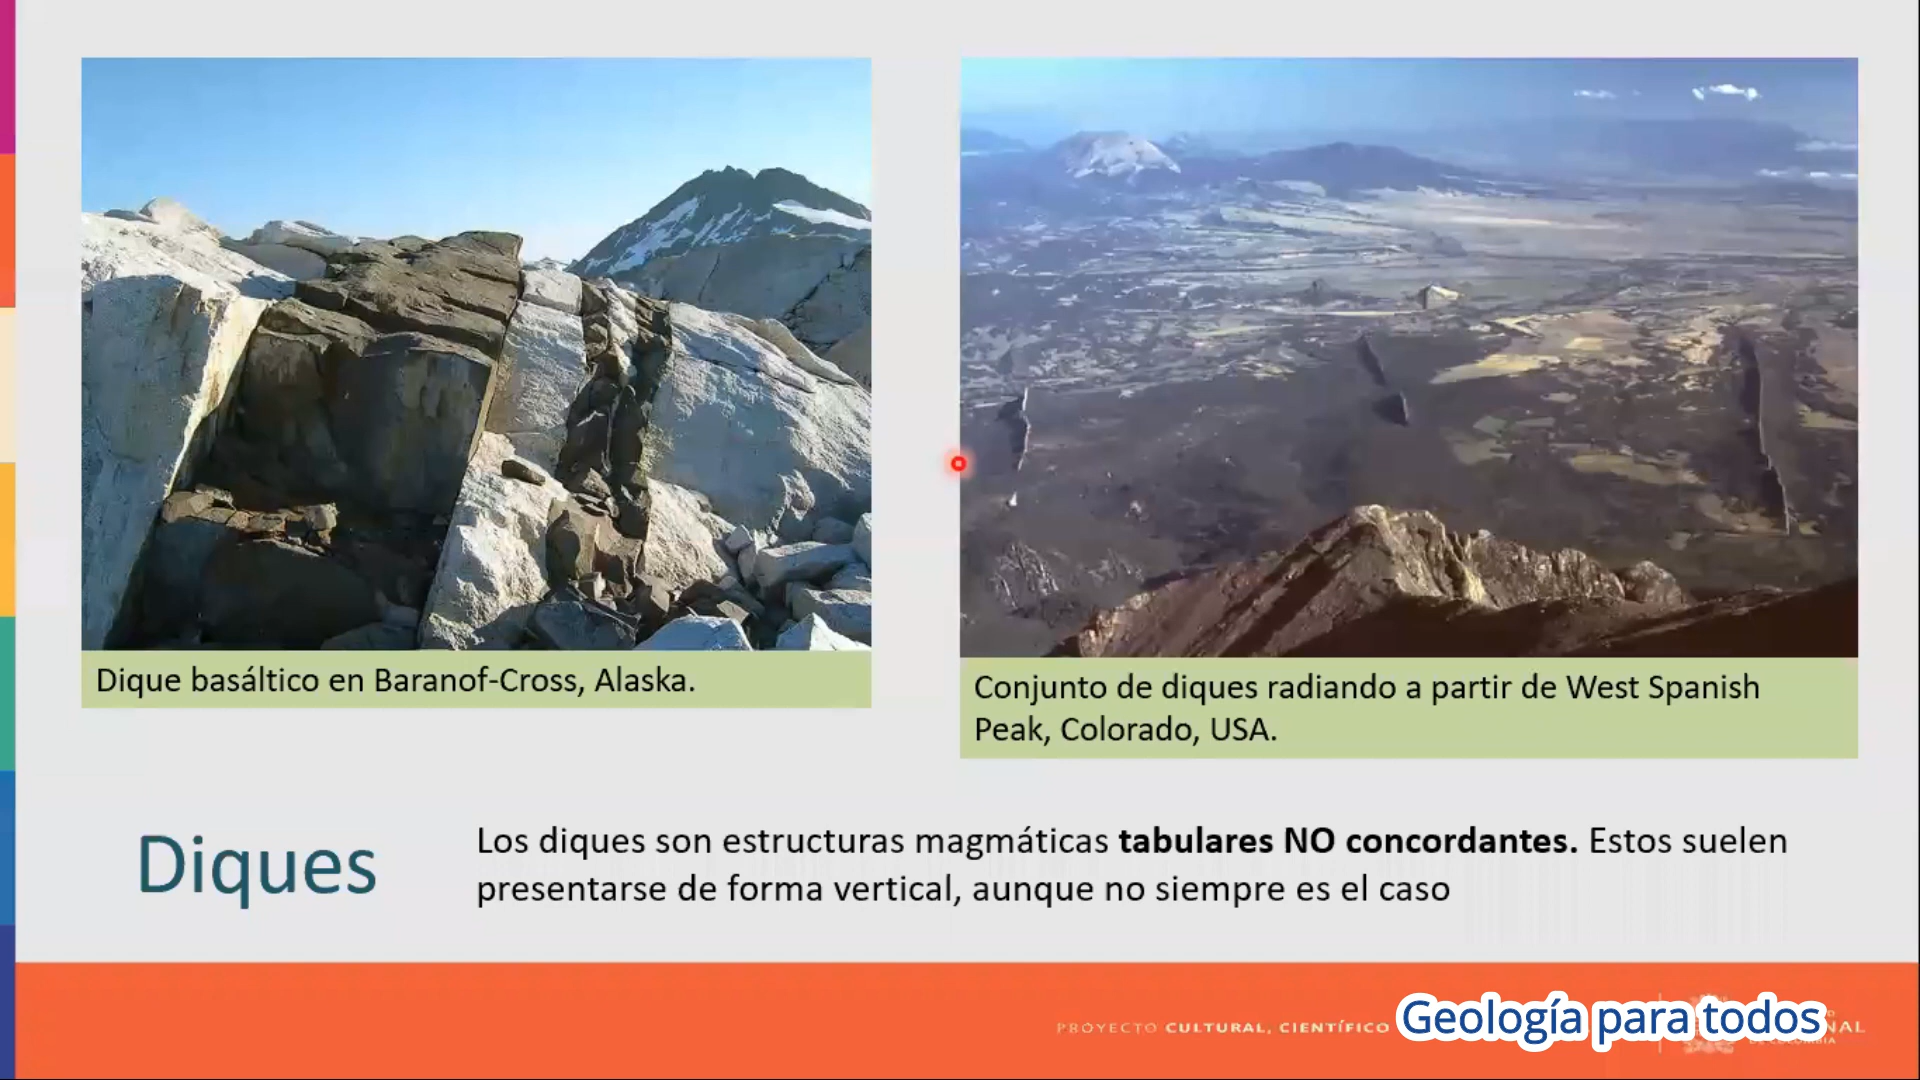 Dique basáltico en Baranof-Cross, Alaska.
Conjunto de diques radiando a partir de West Spanish
Peak, Colorado, USA.
Diques
Los diques son estructuras magmáticas tabulares NO concordantes. Estos suelen
presentarse de forma vertical, aunque no siempre es el caso
PROYECTO CULTURAL, CIENTÍFICO
Geología para todos